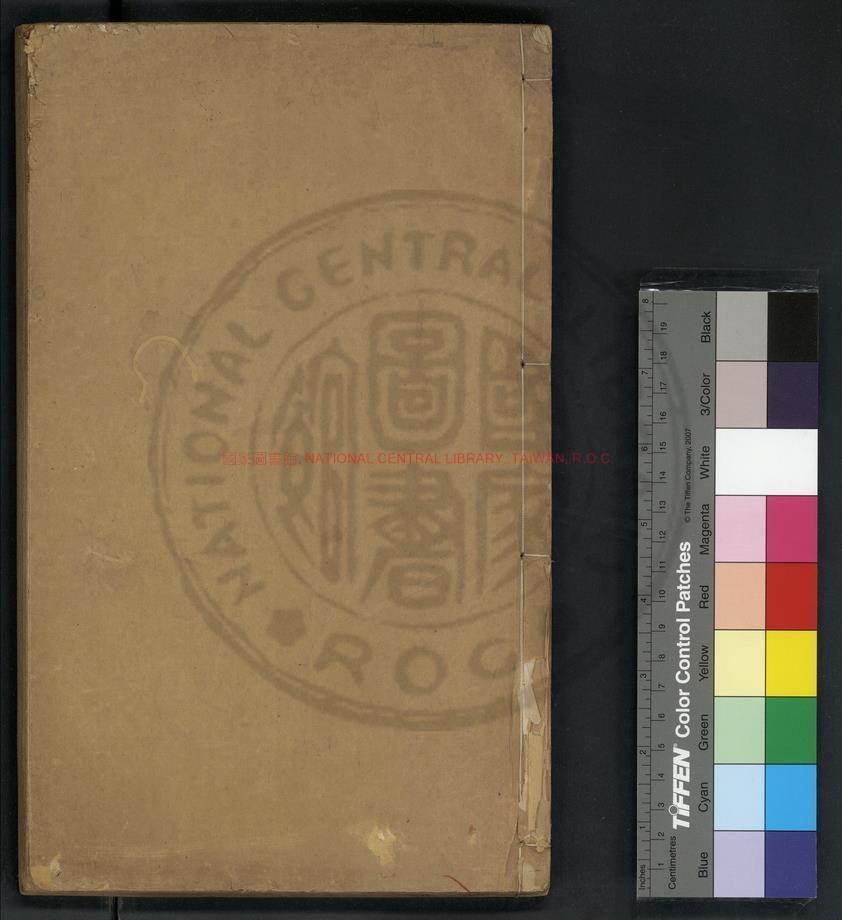 NATIONAL CENTRAL LIBRARY
國家圖書館
R O C
國家圖書館, NATIONAL CENTRAL LIBRARY, TAIWAN, R.O.C.
Inches 1 2 3 4 5 6 7 8
Centimetres 1 2 3 4 5 6 7 8 9 10 11 12 13 14 15 16 17 18 19
TIFFEN® Color Control Patches
© The Tiffen Company, 2007
Blue Cyan Green Yellow Red Magenta White 3/Color Black